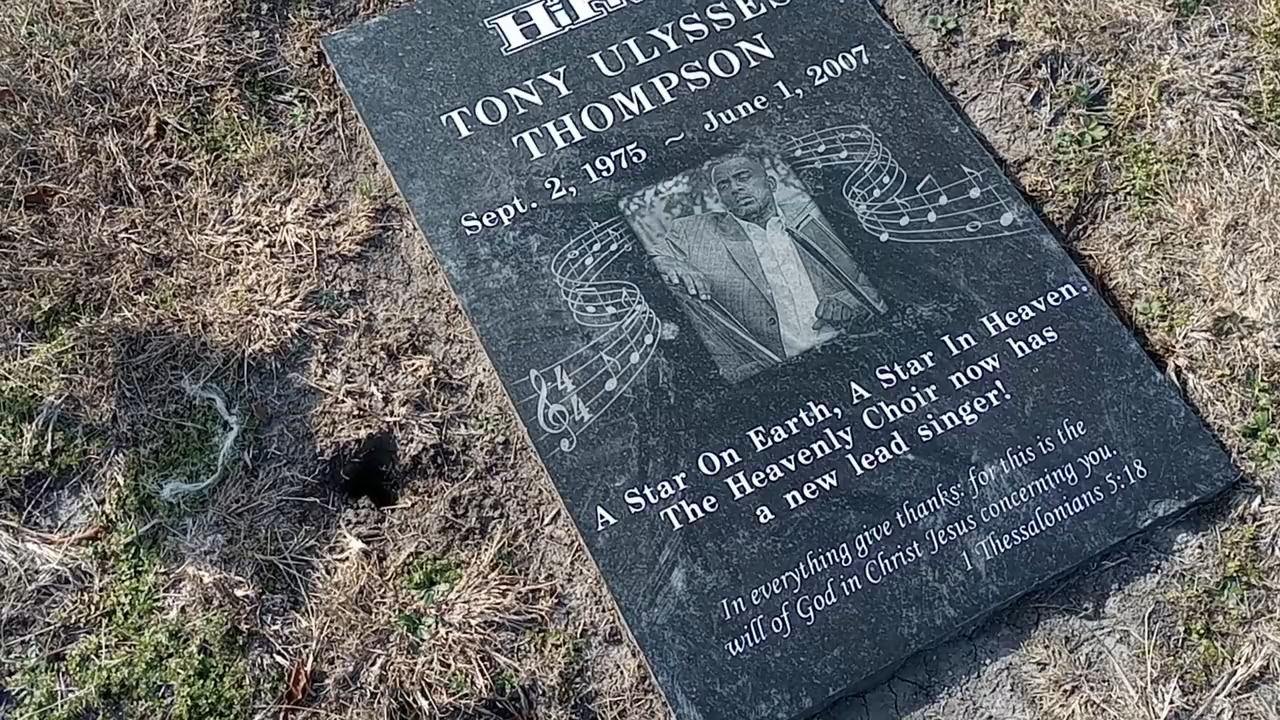 TONY ULYSSES
THOMPSON
Sept. 2, 1975 ~ June 1, 2007
4
4
A Star On Earth, A Star In Heaven.
The Heavenly Choir now has
a new lead singer!
In everything give thanks: for this is the
will of God in Christ Jesus concerning you.
1 Thessalonians 5:18